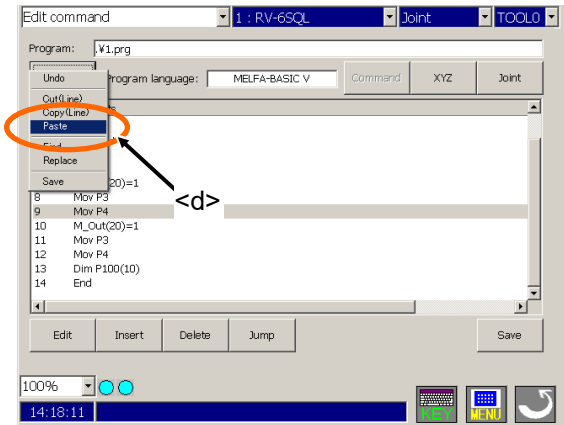 Edit command 1 : RV-6SQL Joint TOOL0
Program: .¥1.prg
Program language: MELFA-BASIC V Command XYZ Joint
Undo
Cut(Line)
Copy(Line)
Paste
Find
Replace
Save
20)=1
<d>
8 Mov P3
9 Mov P4
10 M_Out(20)=1
11 Mov P3
12 Mov P4
13 Dim P100(10)
14 End
Edit Insert Delete Jump Save
100%
14:18:11
KEY MENU